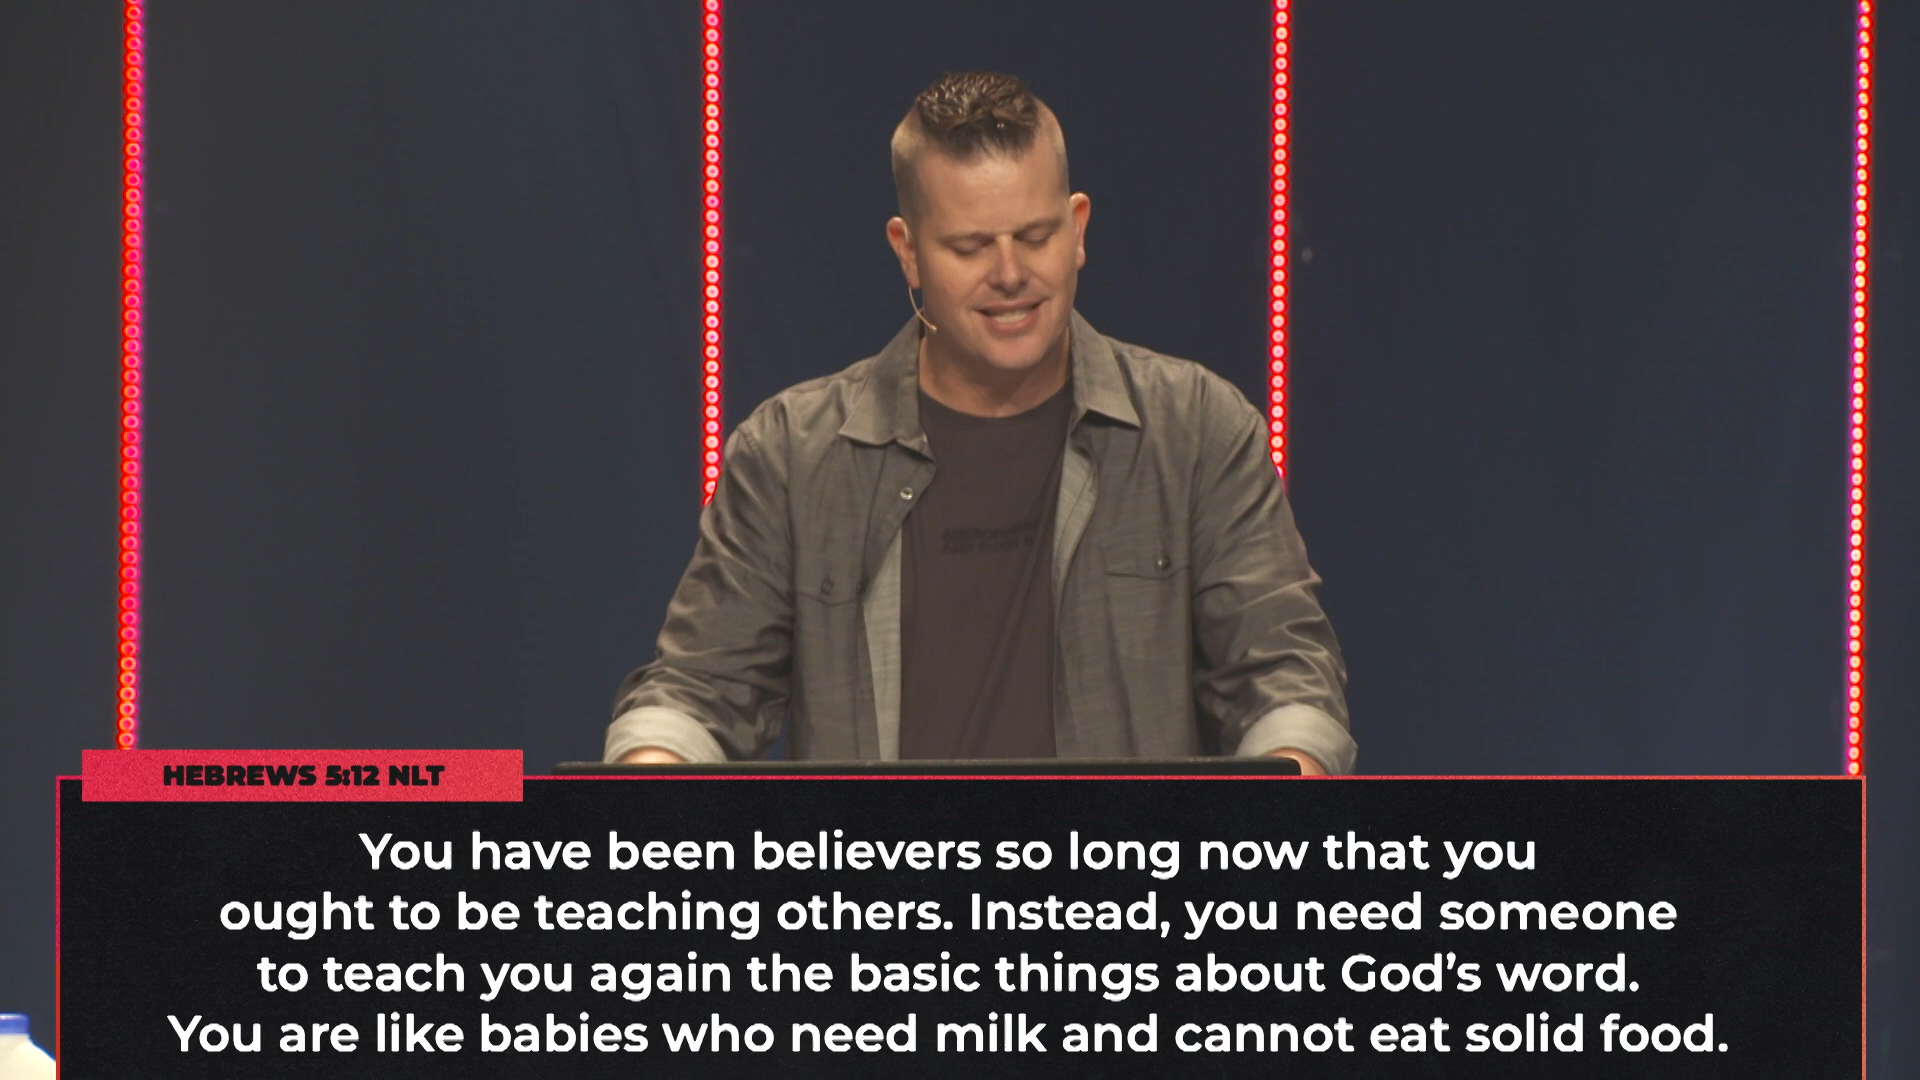 HEBREWS 5:12 NLT
You have been believers so long now that you
ought to be teaching others. Instead, you need someone
to teach you again the basic things about God’s word.
You are like babies who need milk and cannot eat solid food.